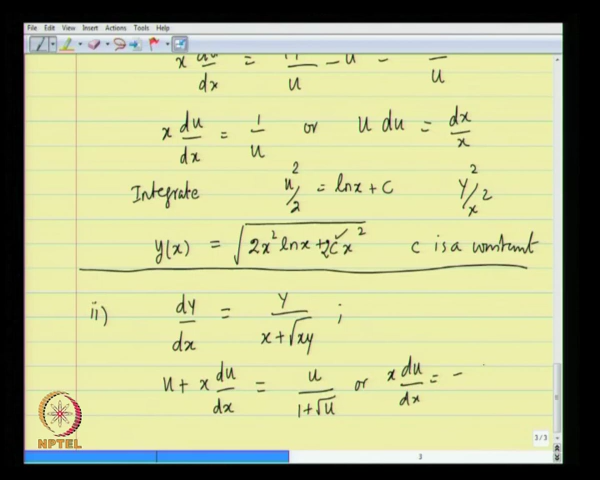 File Edit View Insert Actions Tools Help
x du/dx = /u - u = /u
x du/dx = 1/u or u du = dx/x
Integrate u²/2 = ln x + C y²/x²
y(x) = √(2x² ln x + 2C x²) C is a constant
ii) dy/dx = y/(x+√xy) ;
u + x du/dx = u/(1+√u) or x du/dx = -
NPTEL
3/3
3